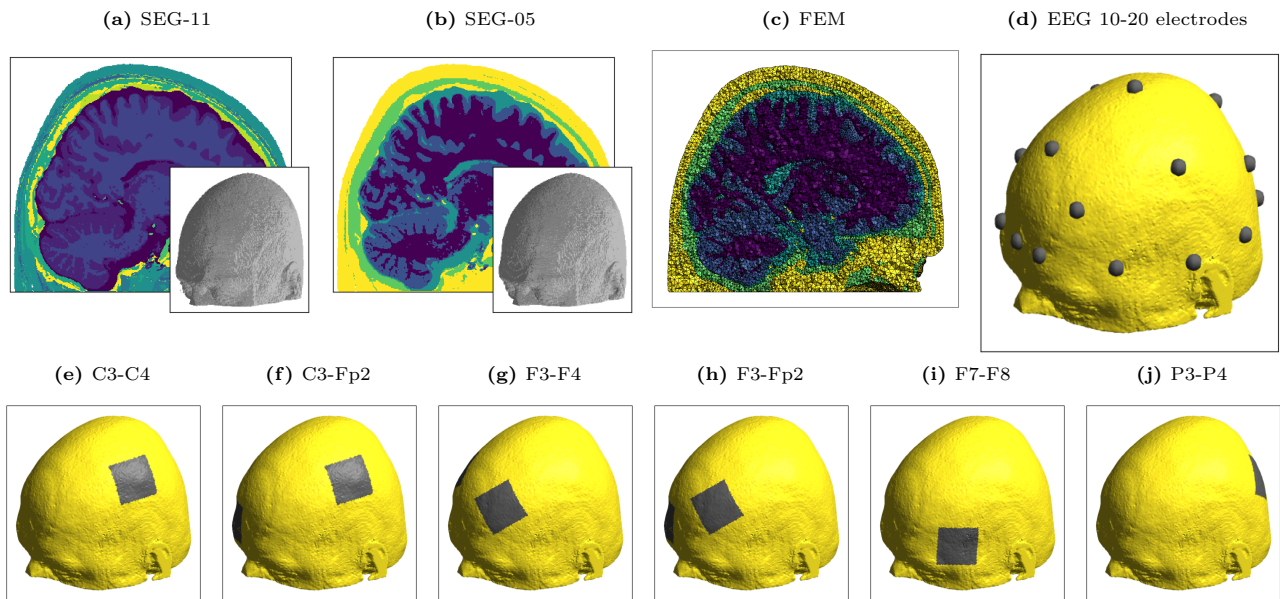 (a) SEG-11
(b) SEG-05
(c) FEM
(d) EEG 10-20 electrodes
(e) C3-C4
(f) C3-Fp2
(g) F3-F4
(h) F3-Fp2
(i) F7-F8
(j) P3-P4